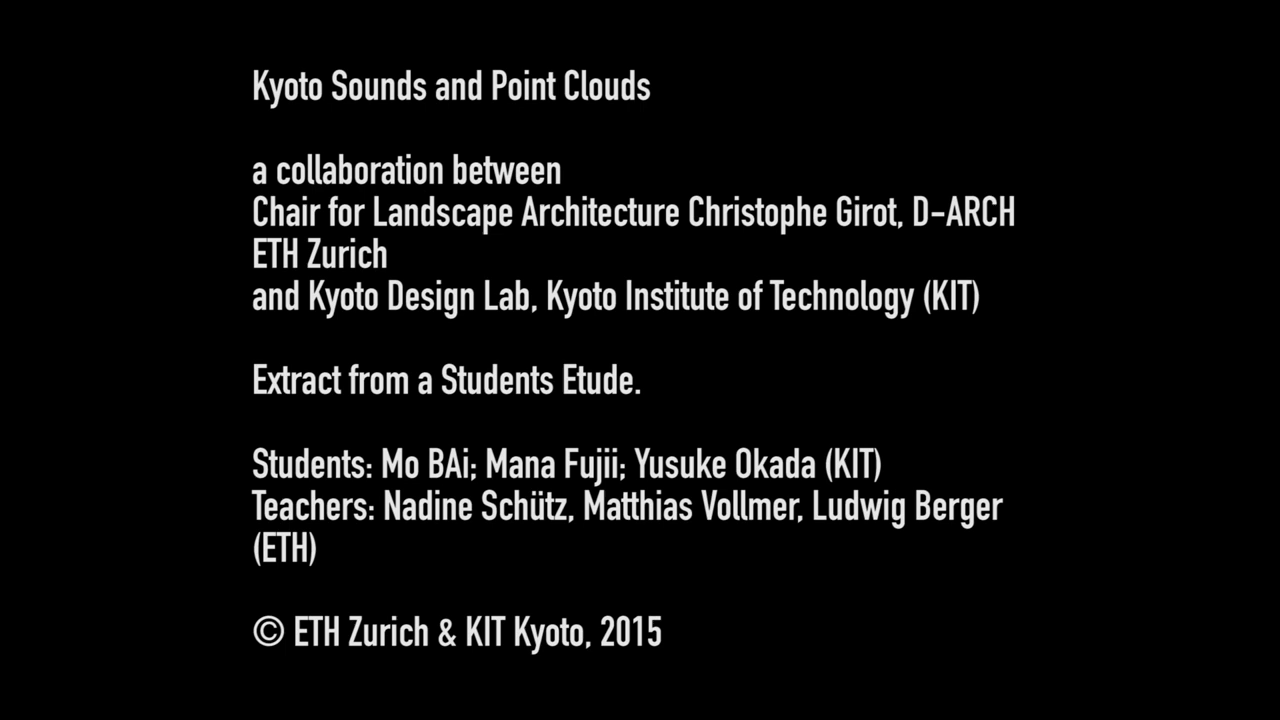 Kyoto Sounds and Point Clouds
a collaboration between
Chair for Landscape Architecture Christophe Girot, D-ARCH
ETH Zurich
and Kyoto Design Lab, Kyoto Institute of Technology (KIT)
Extract from a Students Etude.
Students: Mo BAi; Mana Fujii; Yusuke Okada (KIT)
Teachers: Nadine Schütz, Matthias Vollmer, Ludwig Berger
(ETH)
© ETH Zurich & KIT Kyoto, 2015